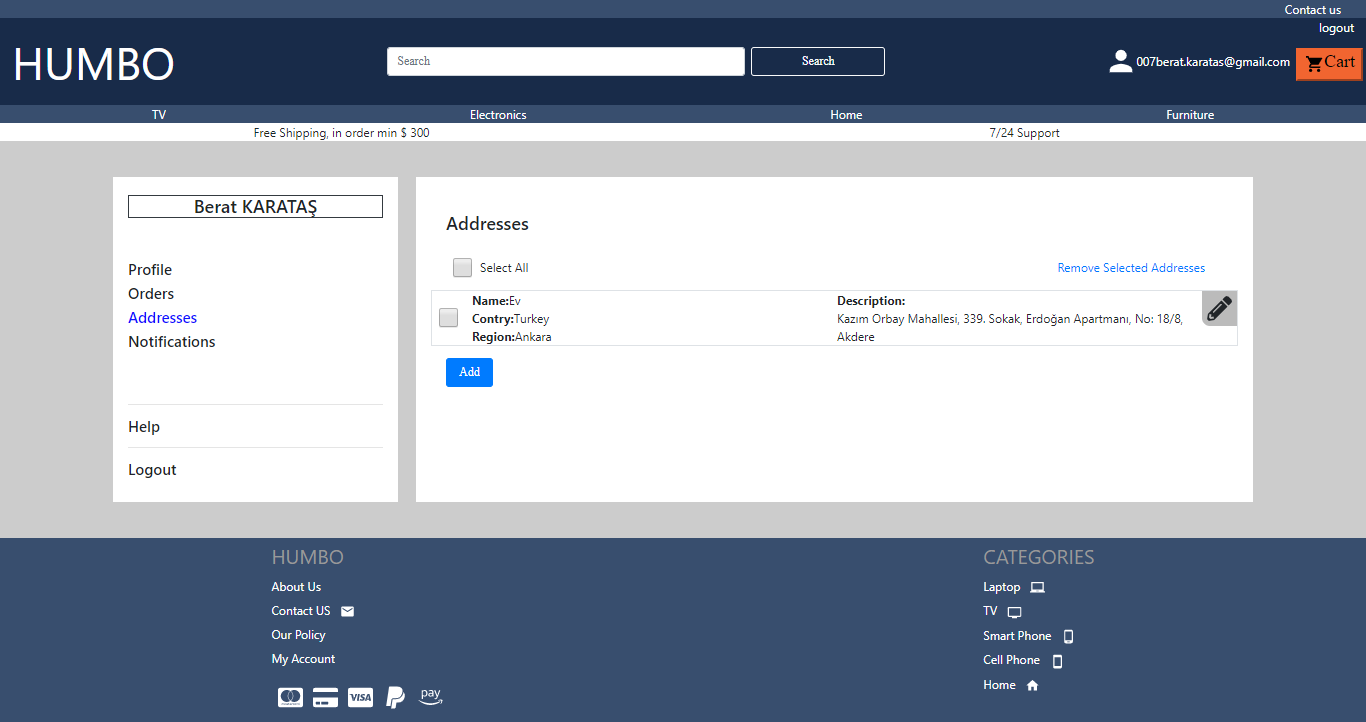 Contact us
logout
HUMBO
Search
Search
007berat.karatas@gmail.com
Cart
TV
Electronics
Home
Furniture
Free Shipping, in order min $ 300
7/24 Support
Berat KARATAŞ
Profile
Orders
Addresses
Notifications
Help
Logout
Addresses
Select All
Remove Selected Addresses
Name:Ev
Contry:Turkey
Region:Ankara
Description:
Kazım Orbay Mahallesi, 339. Sokak, Erdoğan Apartmanı, No: 18/8,
Akdere
Add
HUMBO
About Us
Contact US
Our Policy
My Account
VISA
pay
CATEGORIES
Laptop
TV
Smart Phone
Cell Phone
Home